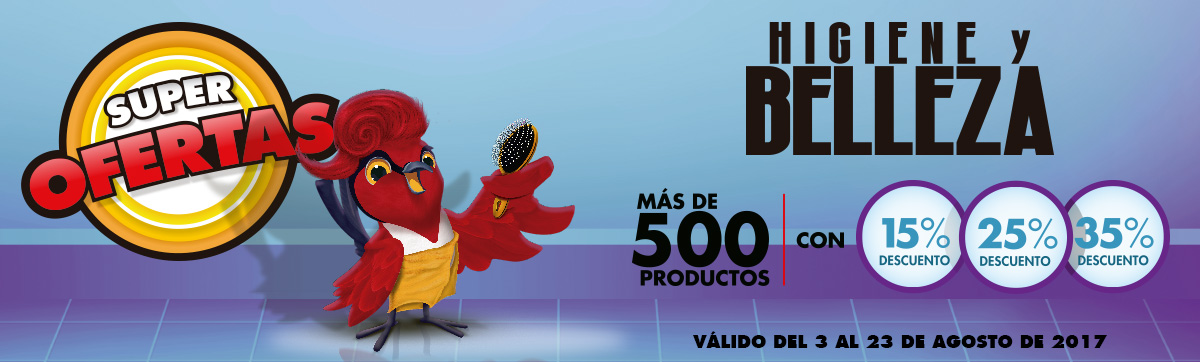 SUPER
OFERTAS
HIGIENE y
BELLEZA
MÁS DE
500
PRODUCTOS
CON
15%
DESCUENTO
25%
DESCUENTO
35%
DESCUENTO
VÁLIDO DEL 3 AL 23 DE AGOSTO DE 2017